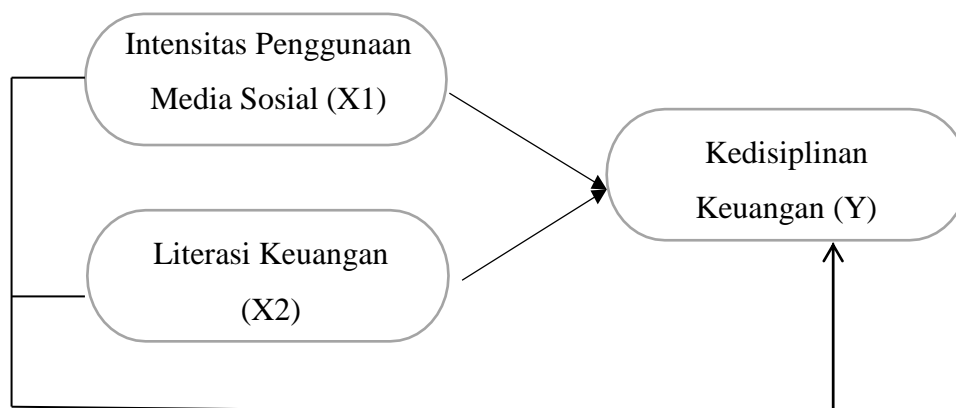 Intensitas Penggunaan
Media Sosial (X1)
Literasi Keuangan
(X2)
Kedisiplinan
Keuangan (Y)